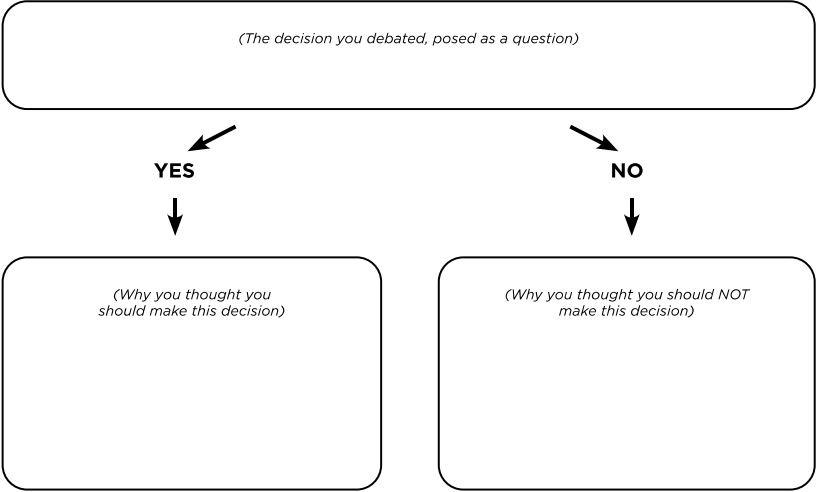 (The decision you debated, posed as a question)
YES
NO
(Why you thought you
should make this decision)
(Why you thought you should NOT
make this decision)